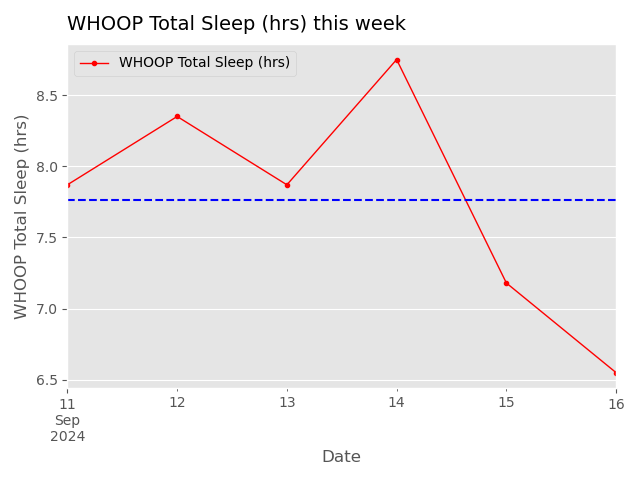 WHOOP Total Sleep (hrs) this week
WHOOP Total Sleep (hrs)
WHOOP Total Sleep (hrs)
8.5
8.0
7.5
7.0
6.5
11 12 13 14 15 16
Sep
2024
Date